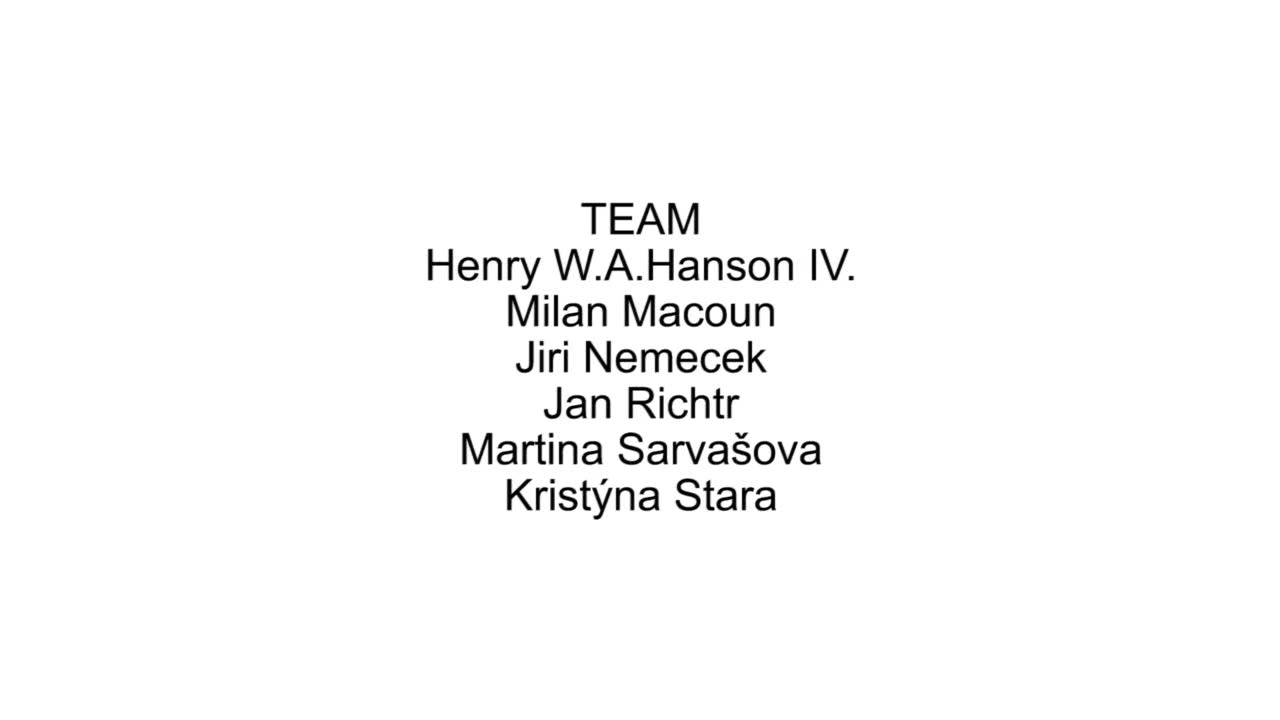 TEAM
Henry W.A.Hanson IV.
Milan Macoun
Jiri Nemecek
Jan Richtr
Martina Sarvašova
Kristýna Stara